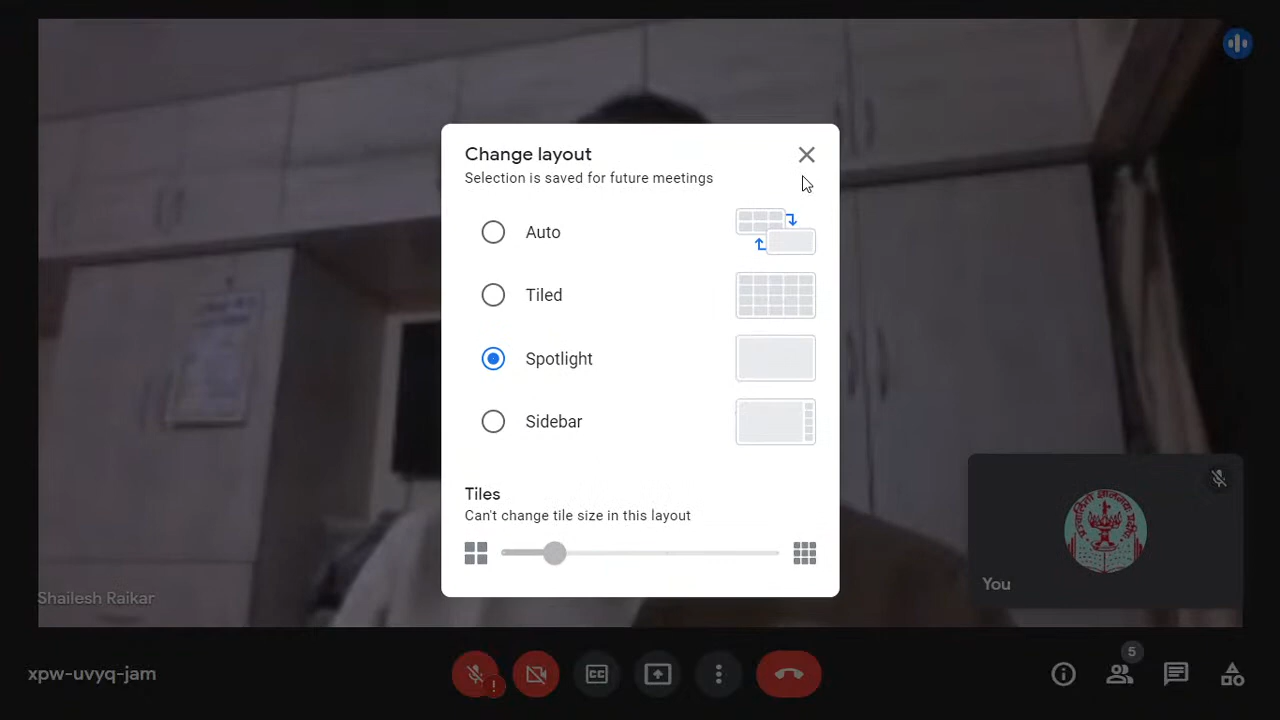 Change layout
Selection is saved for future meetings
Auto
Tiled
Spotlight
Sidebar
Tiles
Can't change tile size in this layout
You
Shailesh Raikar
xpw-uvyq-jam
!
5